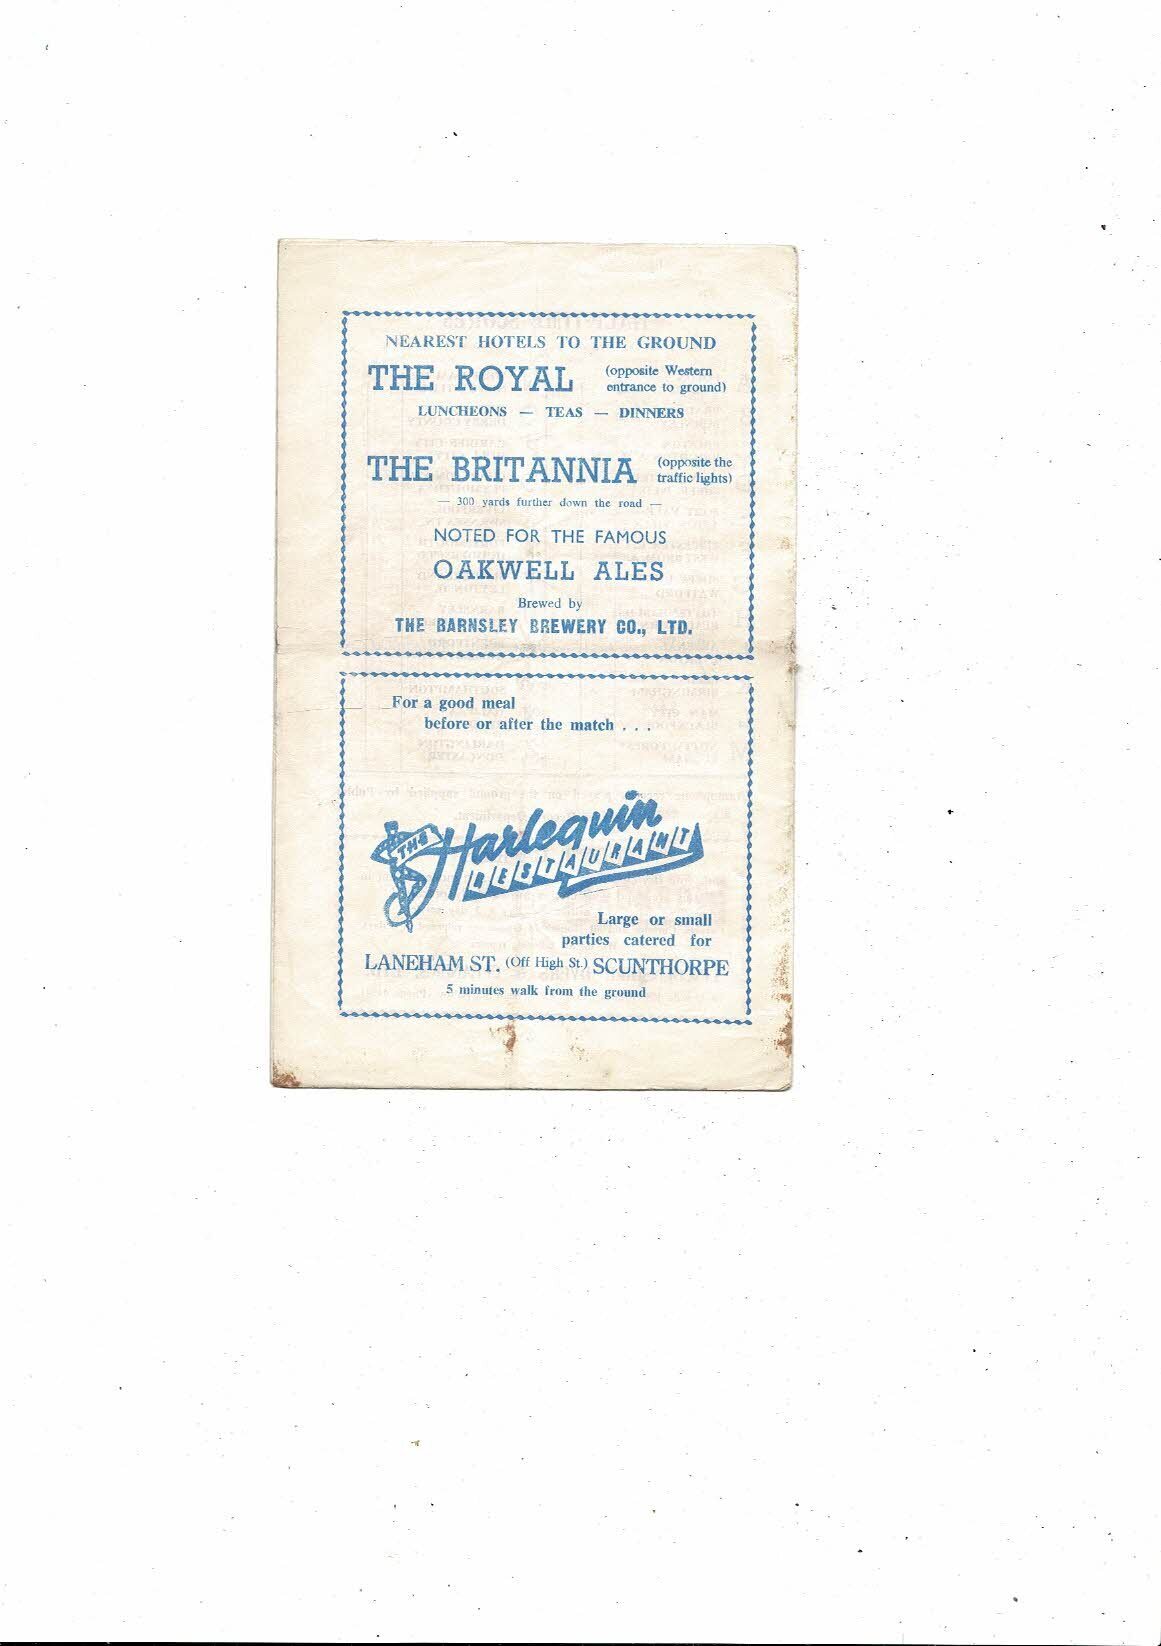 NEAREST HOTELS TO THE GROUND
THE ROYAL (opposite Western entrance to ground)
LUNCHEONS — TEAS — DINNERS
THE BRITANNIA (opposite the traffic lights)
— 300 yards further down the road —
NOTED FOR THE FAMOUS
OAKWELL ALES
Brewed by
THE BARNSLEY BREWERY CO., LTD.
For a good meal
before or after the match . . .
THE Harlequin
RESTAURANT
Large or small
parties catered for
LANEHAM ST. (Off High St.) SCUNTHORPE
5 minutes walk from the ground